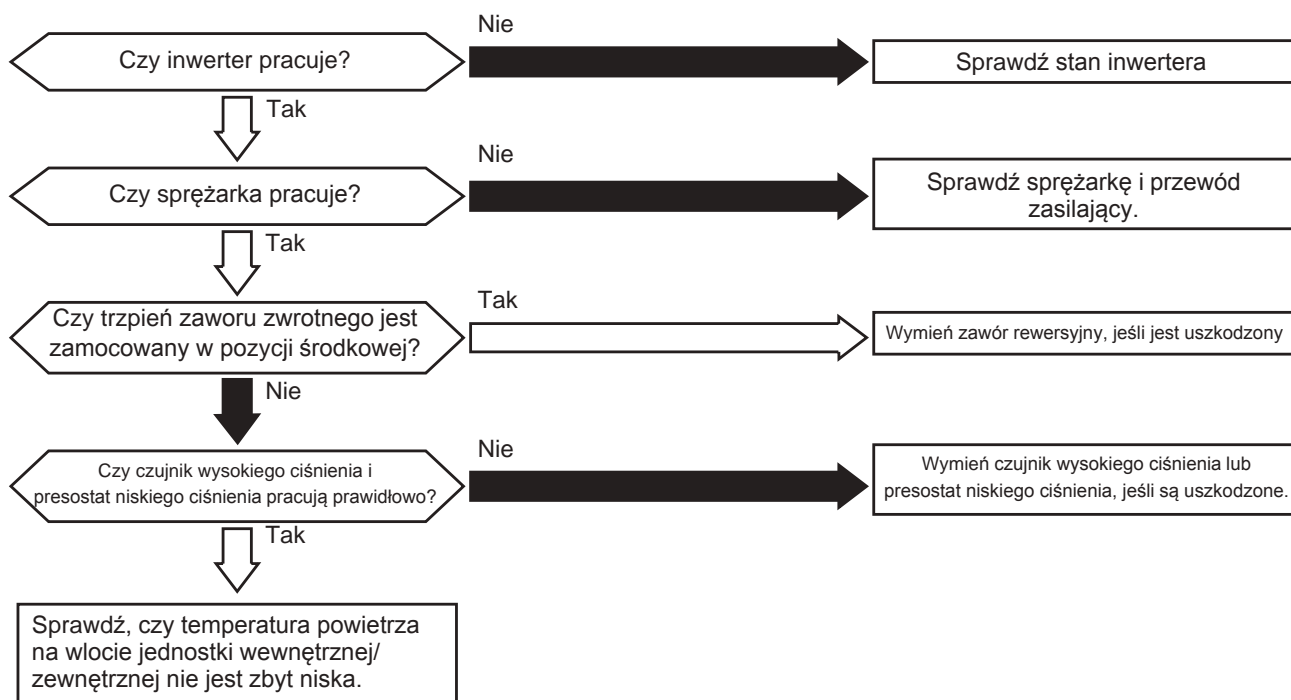 Nie
Czy inwerter pracuje?
Sprawdź stan inwertera
Tak
Nie
Czy sprężarka pracuje?
Sprawdź sprężarkę i przewód
zasilający.
Tak
Tak
Czy trzpień zaworu zwrotnego jest
zamocowany w pozycji środkowej?
Wymień zawór rewersyjny, jeśli jest uszkodzony
Nie
Nie
Czy czujnik wysokiego ciśnienia i
presostat niskiego ciśnienia pracują prawidłowo?
Wymień czujnik wysokiego ciśnienia lub
presostat niskiego ciśnienia, jeśli są uszkodzone.
Tak
Sprawdź, czy temperatura powietrza
na wlocie jednostki wewnętrznej/
zewnętrznej nie jest zbyt niska.